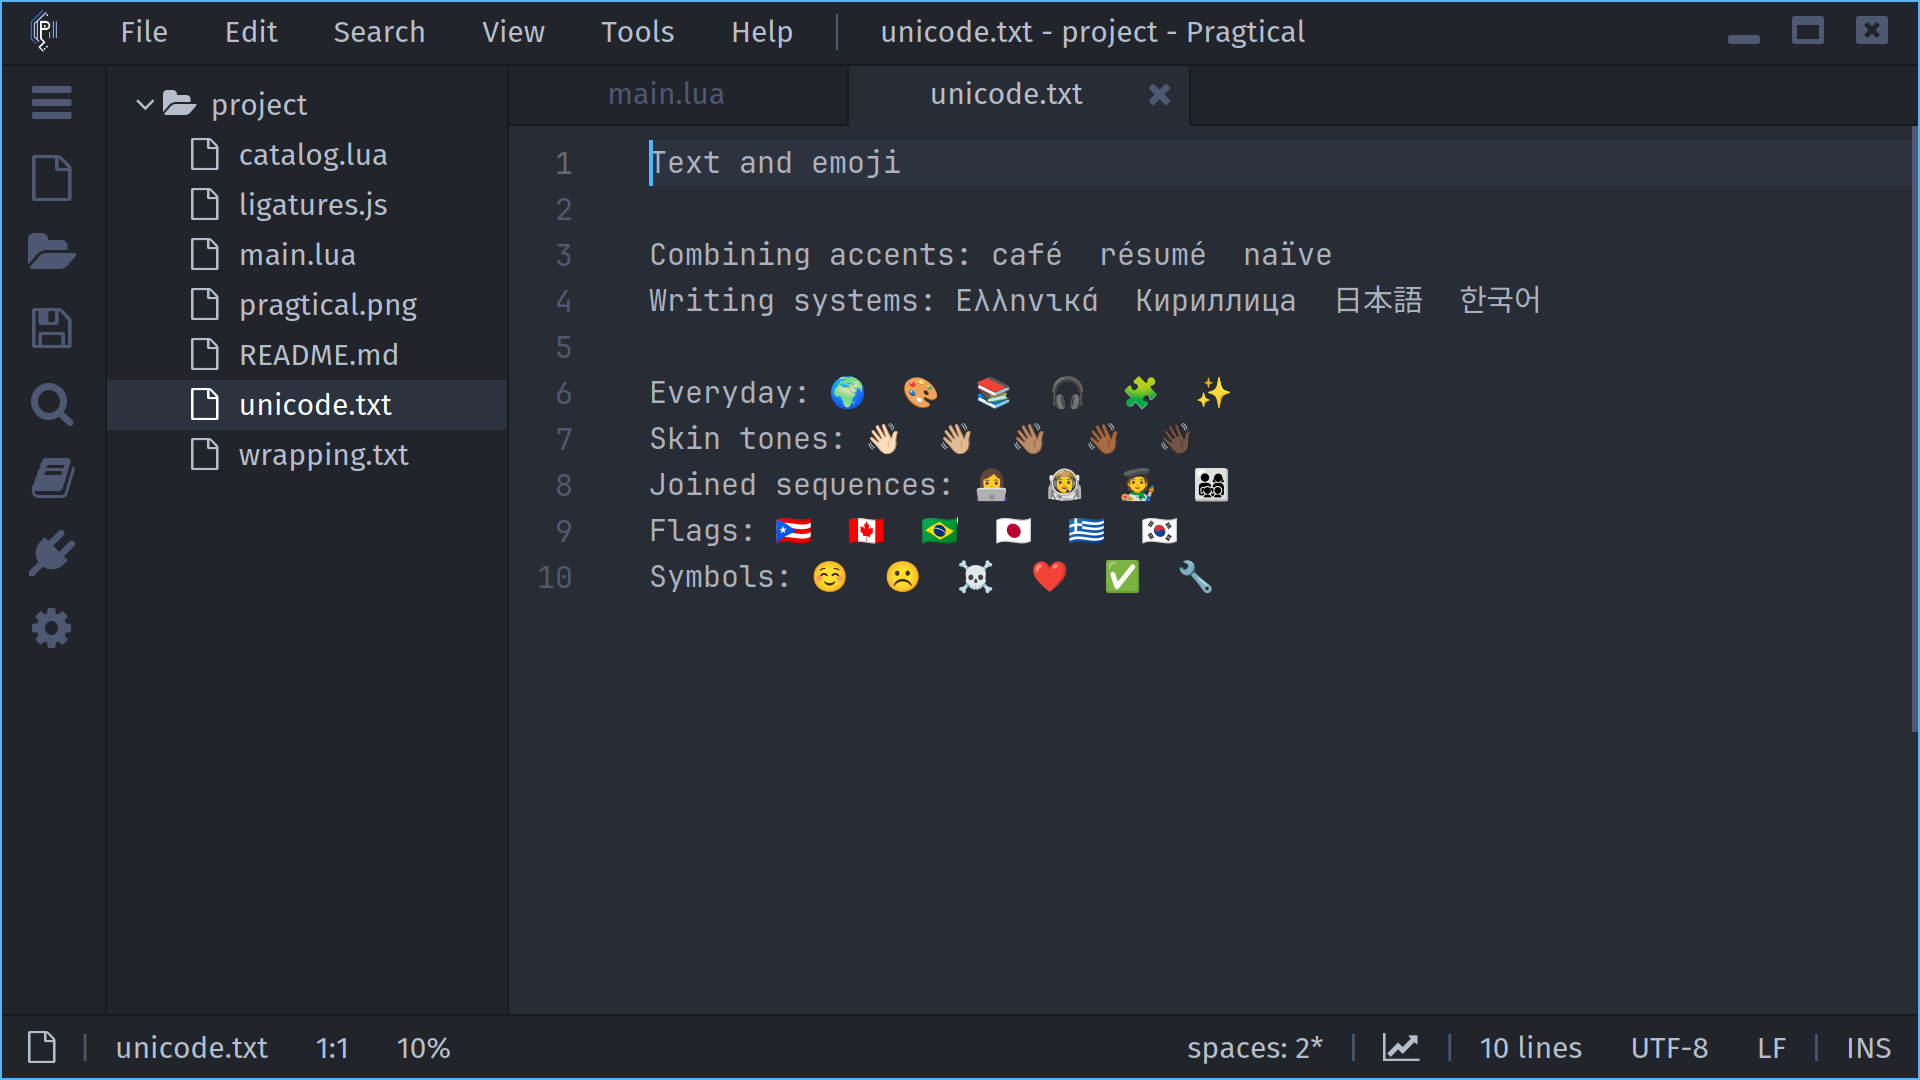 File Edit Search View Tools Help unicode.txt - project - Pragtical
project
catalog.lua
ligatures.js
main.lua
pragtical.png
README.md
unicode.txt
wrapping.txt
main.lua unicode.txt
1 Text and emoji
2
3 Combining accents: café résumé naïve
4 Writing systems: Ελληνικά Кириллица 日本語 한국어
5
6 Everyday: 🌍 🎨 📚 🎧 🧩 ✨
7 Skin tones: 👋🏻 👋🏼 👋🏽 👋🏾 👋🏿
8 Joined sequences: 👩‍💻 👩‍🚀 🧑‍🎨 👨‍👩‍👧‍👦
9 Flags: 🇵🇷 🇨🇦 🇧🇷 🇯🇵 🇬🇷 🇰🇷
10 Symbols: ☺️ ☹️ ☠️ ❤️ ✅ 🔧
unicode.txt 1:1 10% spaces: 2* 10 lines UTF-8 LF INS